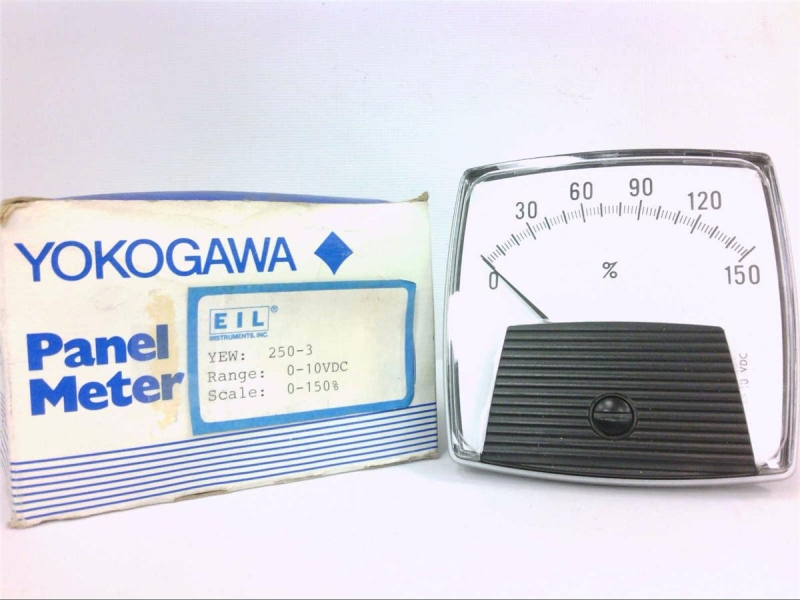 YOKOGAWA
Panel
Meter
EIL®
INSTRUMENTS, INC.
YEW: 250-3
Range: 0-10VDC
Scale: 0-150%
0 30 60 90 120 150
%
VDC